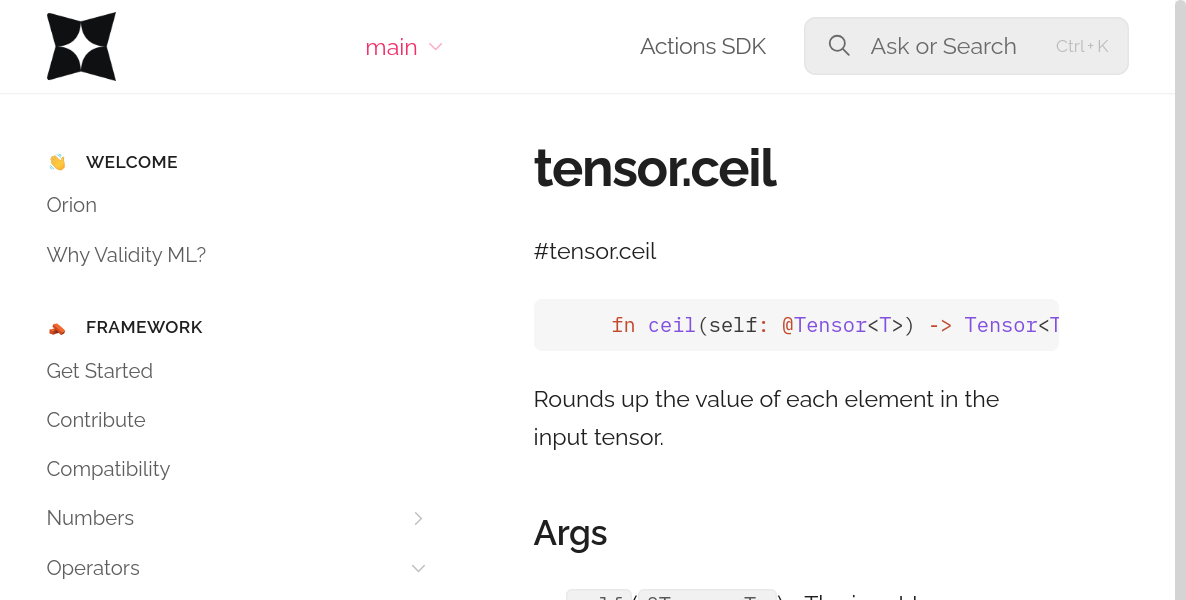 main
Actions SDK
Ask or Search
Ctrl + K
WELCOME
Orion
Why Validity ML?
FRAMEWORK
Get Started
Contribute
Compatibility
Numbers
Operators
tensor.ceil
#tensor.ceil
fn ceil(self: @Tensor<T>) -> Tensor<T
Rounds up the value of each element in the
input tensor.
Args